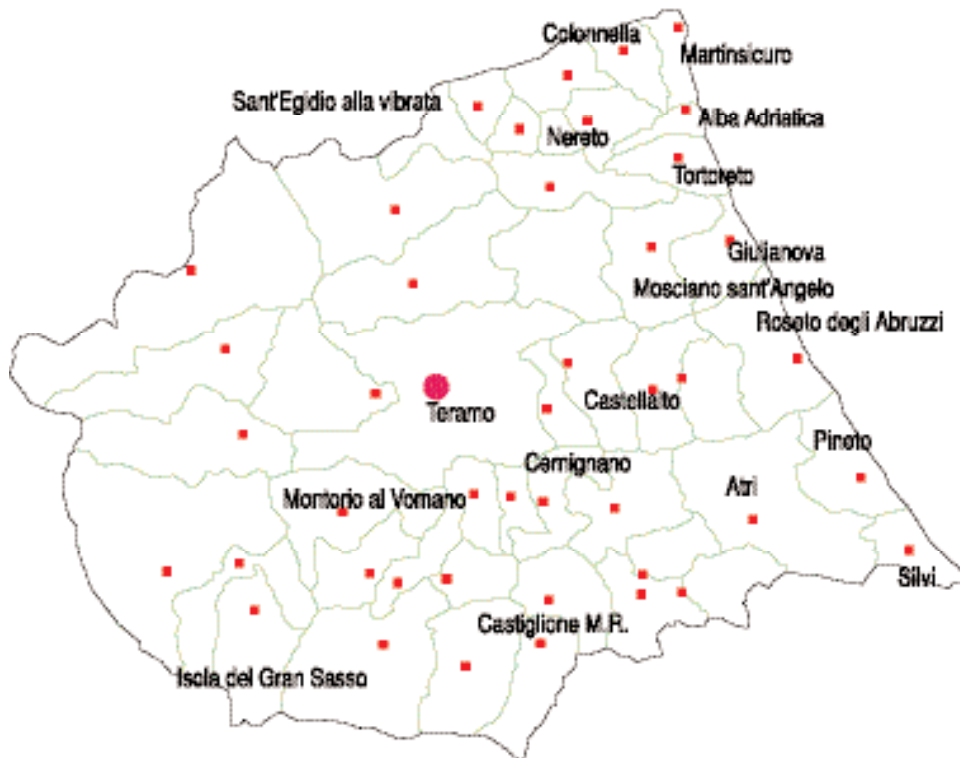 Colonnella
Martinsicuro
Sant'Egidio alla vibrata
Alba Adriatica
Nereto
Tortoreto
Giulianova
Mosciano sant'Angelo
Roseto degli Abruzzi
Castellalto
Teramo
Pineto
Cermignano
Atri
Montorio al Vomano
Silvi
Castiglione M.R.
Isola del Gran Sasso